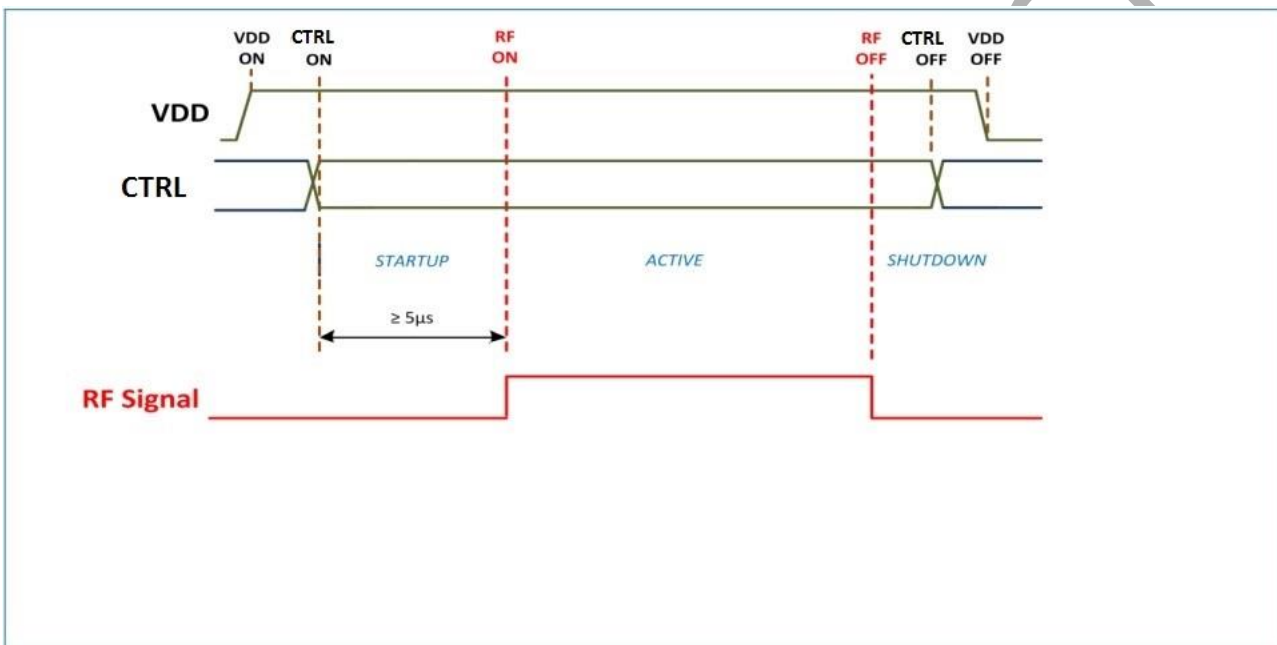 VDD ON
CTRL ON
RF ON
RF OFF
CTRL OFF
VDD OFF
VDD
CTRL
STARTUP
ACTIVE
SHUTDOWN
≥ 5µs
RF Signal